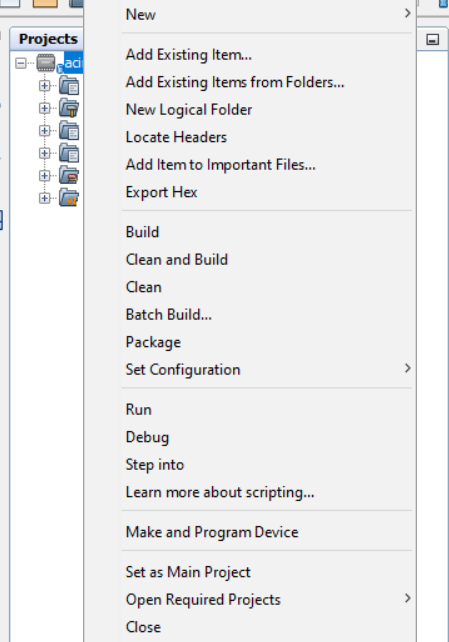 New
Projects
Add Existing Item...
aci
Add Existing Items from Folders...
New Logical Folder
Locate Headers
Add Item to Important Files...
Export Hex
Build
Clean and Build
Clean
Batch Build...
Package
Set Configuration
Run
Debug
Step into
Learn more about scripting...
Make and Program Device
Set as Main Project
Open Required Projects
Close